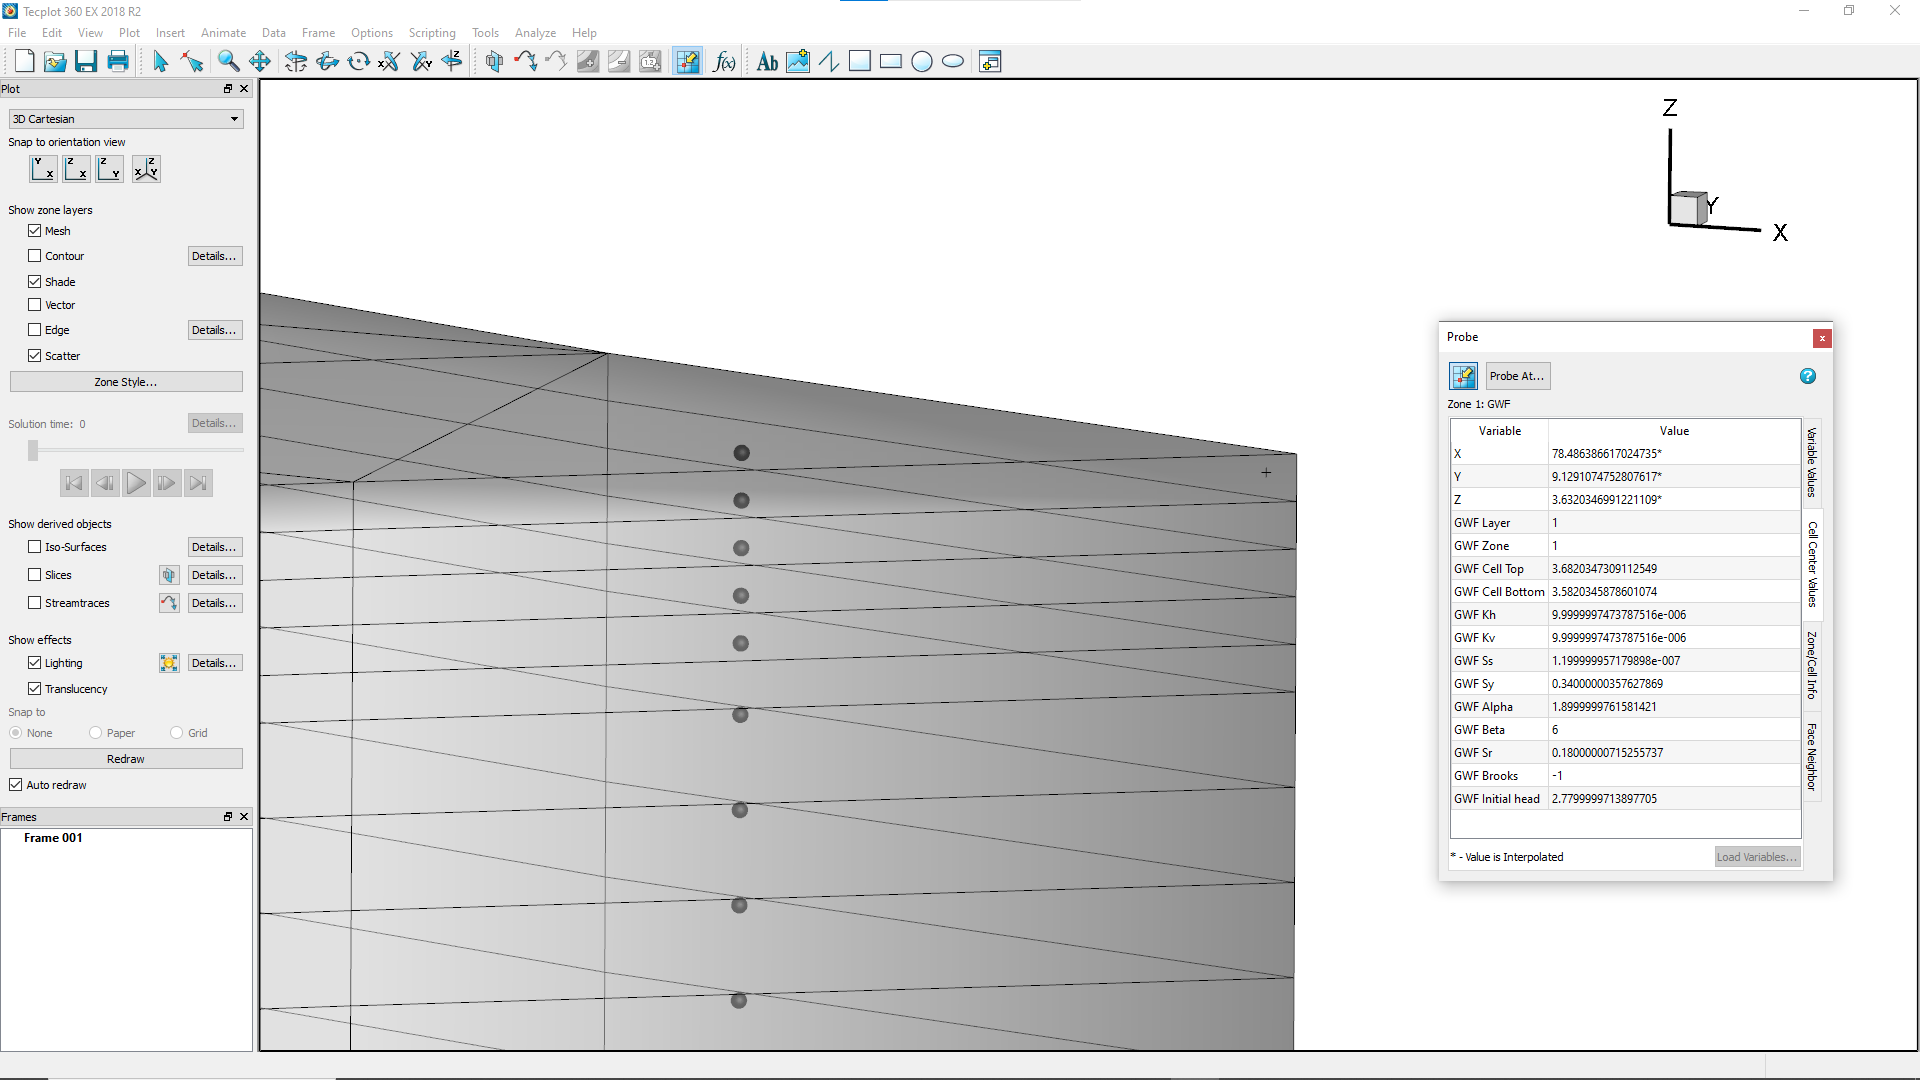 Tecplot 360 EX 2018 R2
File Edit View Plot Insert Animate Data Frame Options Scripting Tools Analyze Help
Ab f(x)
Plot
3D Cartesian
Snap to orientation view
Y X Z X Z Y Z X Y
Show zone layers
Mesh
Contour Details...
Shade
Vector
Edge Details...
Scatter
Zone Style...
Solution time: 0 Details...
Show derived objects
Iso-Surfaces Details...
Slices Details...
Streamtraces Details...
Show effects
Lighting Details...
Translucency
Snap to
None Paper Grid
Redraw
Auto redraw
Frames
Frame 001
Z
Y
X
Probe
Probe At...
Zone 1: GWF
Variable Value
X 78.486386617024735*
Y 9.1291074752807617*
Z 3.6320346991221109*
GWF Layer 1
GWF Zone 1
GWF Cell Top 3.6820347309112549
GWF Cell Bottom 3.5820345878601074
GWF Kh 9.9999997473787516e-006
GWF Kv 9.9999997473787516e-006
GWF Ss 1.199999957179898e-007
GWF Sy 0.34000000357627869
GWF Alpha 1.8999999761581421
GWF Beta 6
GWF Sr 0.18000000715255737
GWF Brooks -1
GWF Initial head 2.7799999713897705
* - Value is Interpolated Load Variables...
Variable Values
Cell Center Values
Zone/Cell Info
Face Neighbor